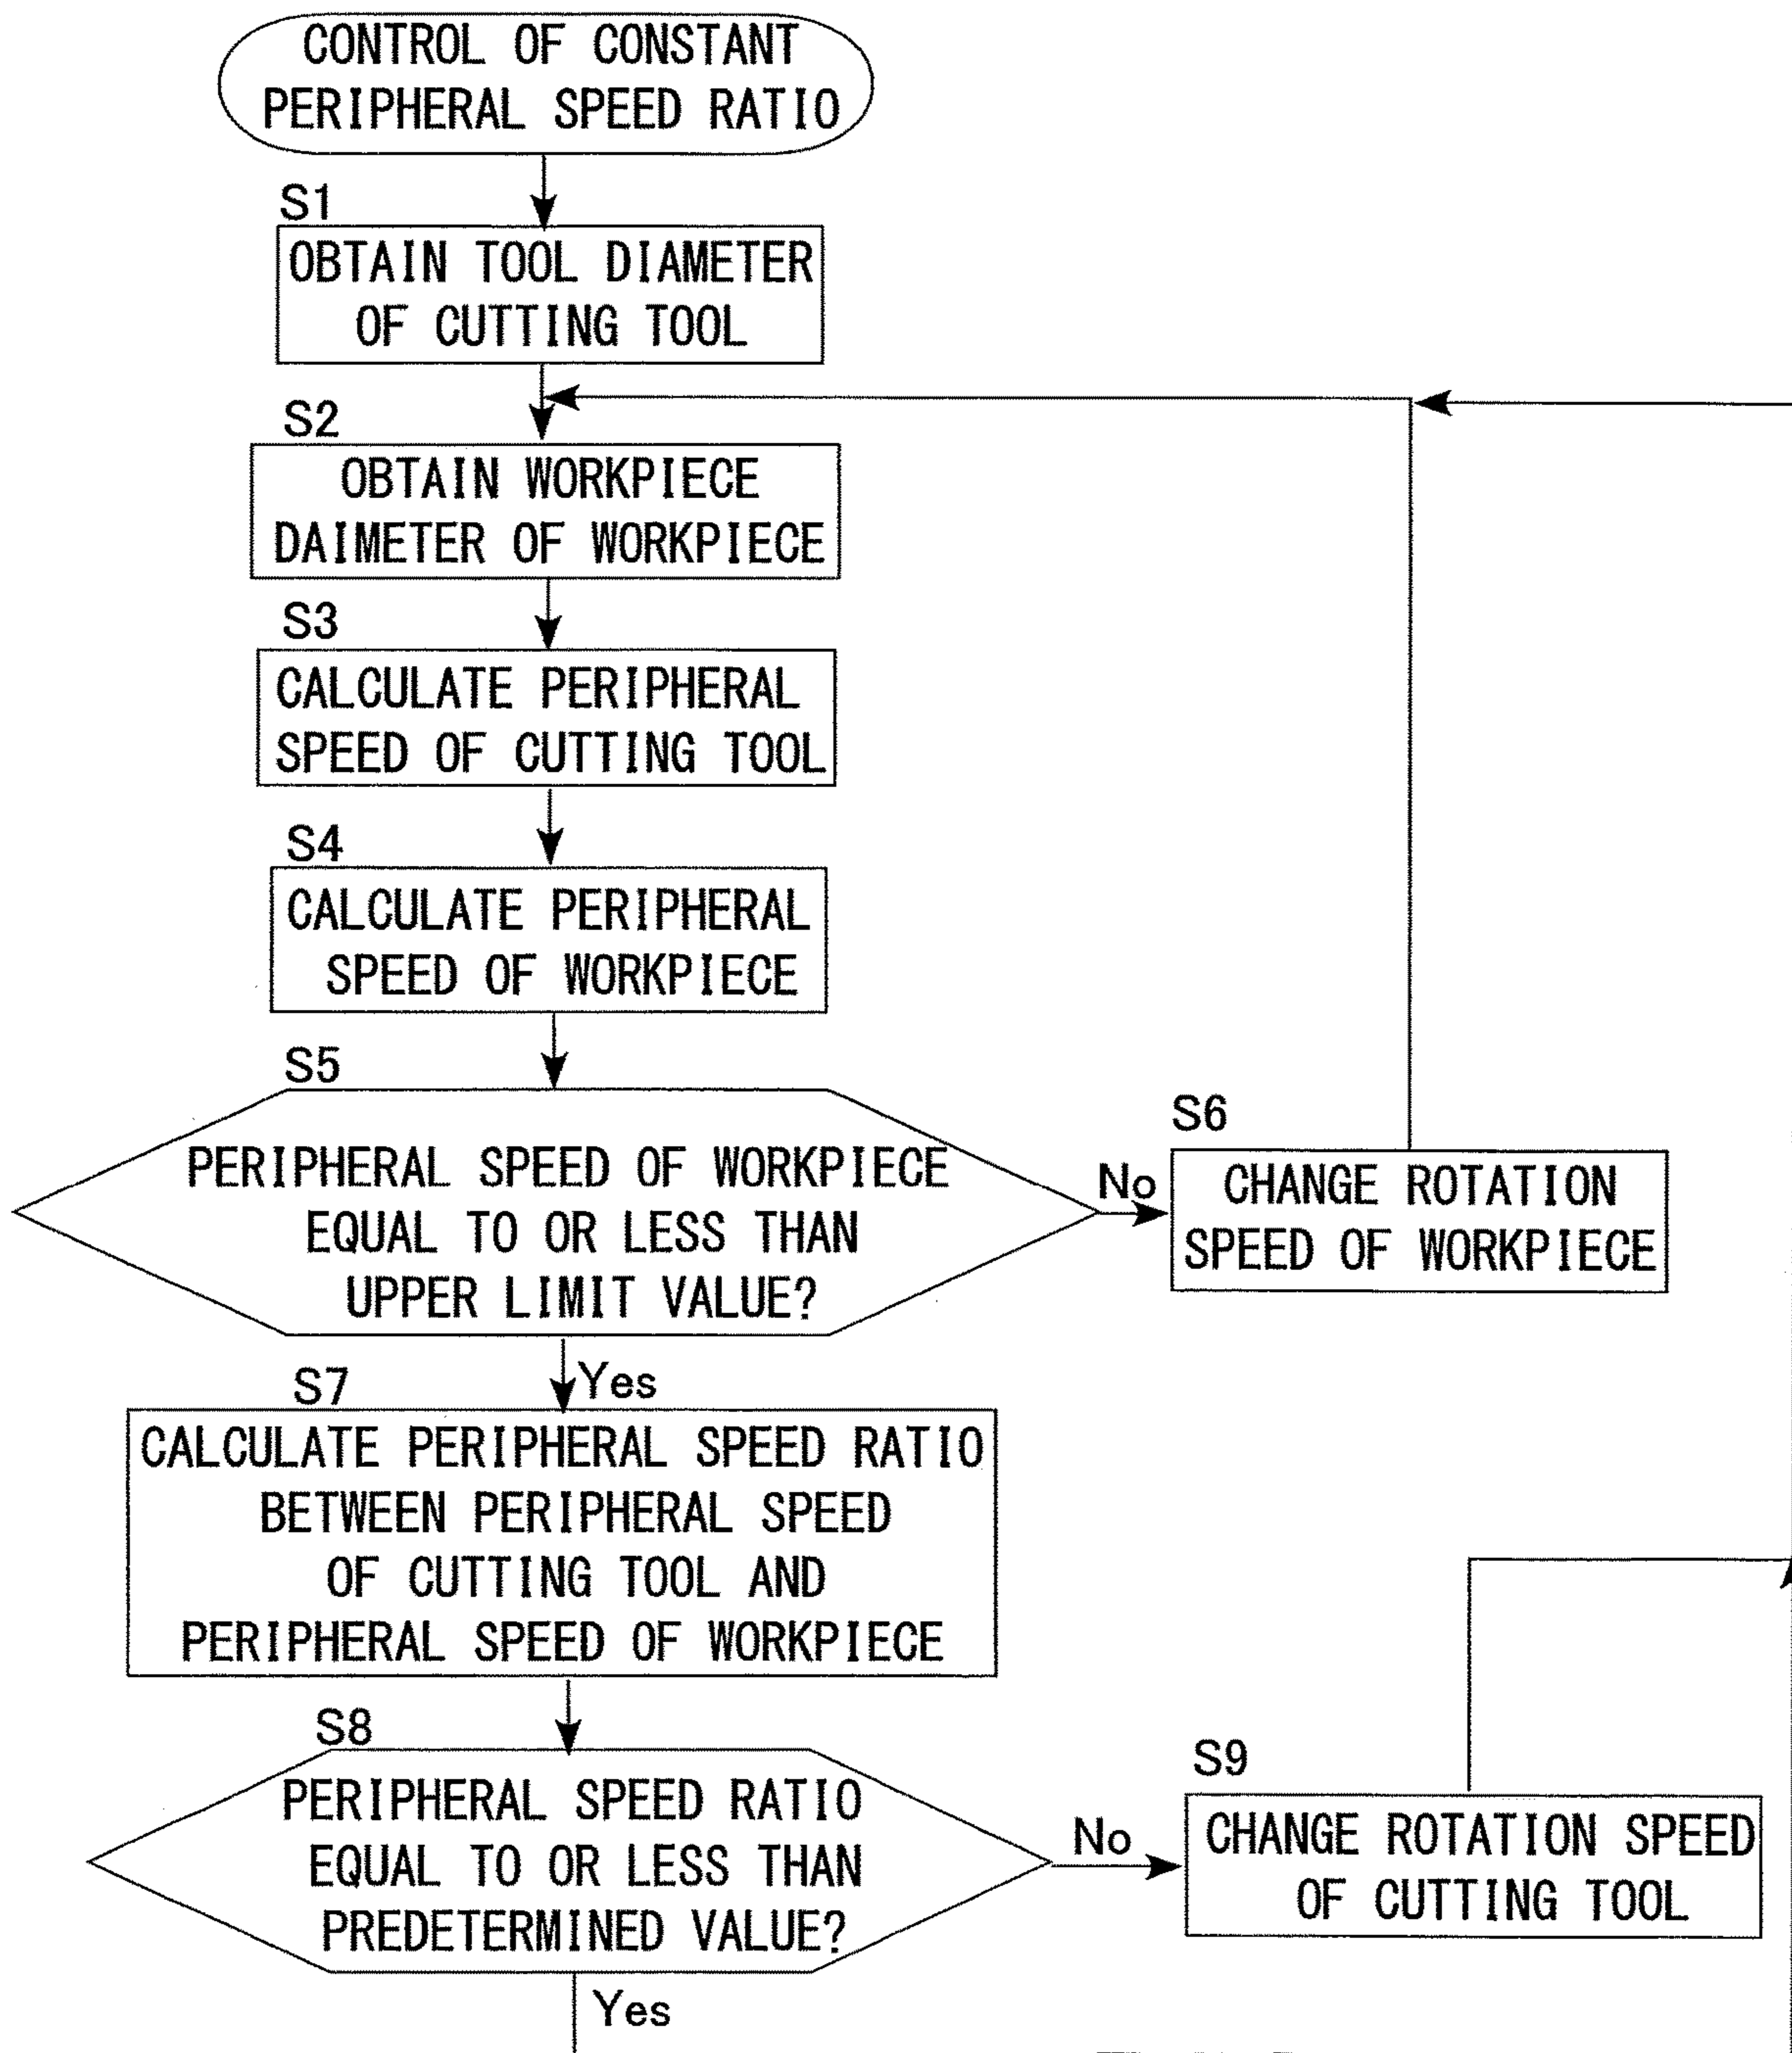 CONTROL OF CONSTANT
PERIPHERAL SPEED RATIO
S1
OBTAIN TOOL DIAMETER
OF CUTTING TOOL
S2
OBTAIN WORKPIECE
DAIMETER OF WORKPIECE
S3
CALCULATE PERIPHERAL
SPEED OF CUTTING TOOL
S4
CALCULATE PERIPHERAL
SPEED OF WORKPIECE
S5
PERIPHERAL SPEED OF WORKPIECE
EQUAL TO OR LESS THAN
UPPER LIMIT VALUE?
No
S6
CHANGE ROTATION
SPEED OF WORKPIECE
Yes
S7
CALCULATE PERIPHERAL SPEED RATIO
BETWEEN PERIPHERAL SPEED
OF CUTTING TOOL AND
PERIPHERAL SPEED OF WORKPIECE
S8
PERIPHERAL SPEED RATIO
EQUAL TO OR LESS THAN
PREDETERMINED VALUE?
No
S9
CHANGE ROTATION SPEED
OF CUTTING TOOL
Yes